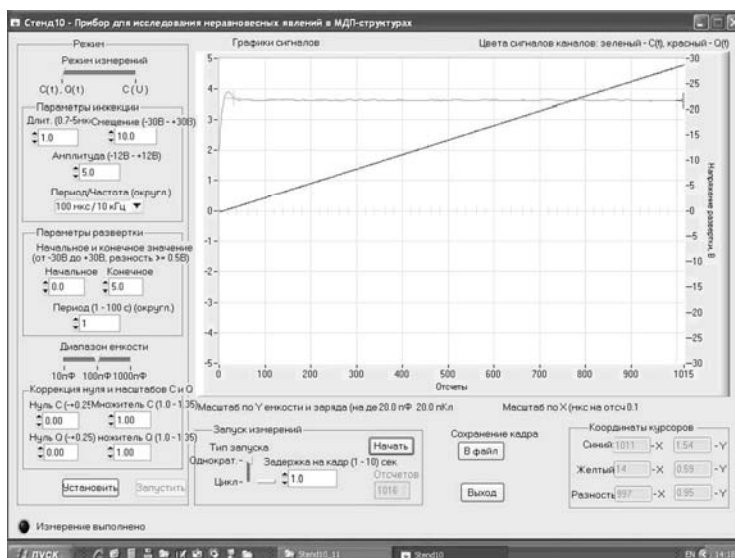 Стенд10 - Прибор для исследования неравновесных явлений в МДП-структурах
Режим
Режим измерений
C(t), Q(t) C(U)
Параметры инжекции
Длит. (0.7-5мкс Смещение (-30В - +30В)
1.0 10.0
Амплитуда (-12В - +12В)
5.0
Период/Частота (округл.)
100 мкс/10 кГц
Параметры развертки
Начальное и конечное значение
(от -30В до +30В, разность >= 0.5В)
Начальное Конечное
0.0 5.0
Период (1 - 100 с) (округл.)
1
Диапазон емкости
10пФ 100пФ 1000пФ
Коррекция нуля и масштабов C и Q
Нуль C (-+0.25) Множитель C (1.0 - 1.35)
0.00 1.00
Нуль Q (-+0.25) ножитель Q (1.0 - 1.35)
0.00 1.00
Установить Запустить
Измерение выполнено
Графики сигналов Цвета сигналов каналов: зеленый - C(t), красный - Q(t)
5 4 3 2 1 0 -1 -2 -3 -4 -5
0 100 200 300 400 500 600 700 800 900 1015
Отсчеты
-30 -25 -20 -15 -10 -5 -0 -5 -10 -15 -20 -25 -30
Напряжение развертки, В
Масштаб по Y емкости и заряда (на де 20.0 пФ 20.0 пКл Масштаб по X (мкс на отсч 0.1
Запуск измерений
Тип запуска Начать
Однократ. Задержка на кадр (1 - 10) сек
Цикл 1.0
Отсчетов
1016
Сохранение кадра
В файл
Выход
Координаты курсоров
Синий 1011 -X 1.54 -Y
Желтый 14 -X 0.59 -Y
Разность 997 -X 0.95 -Y
ПУСК Stend10_11 Stend10 EN 14:18